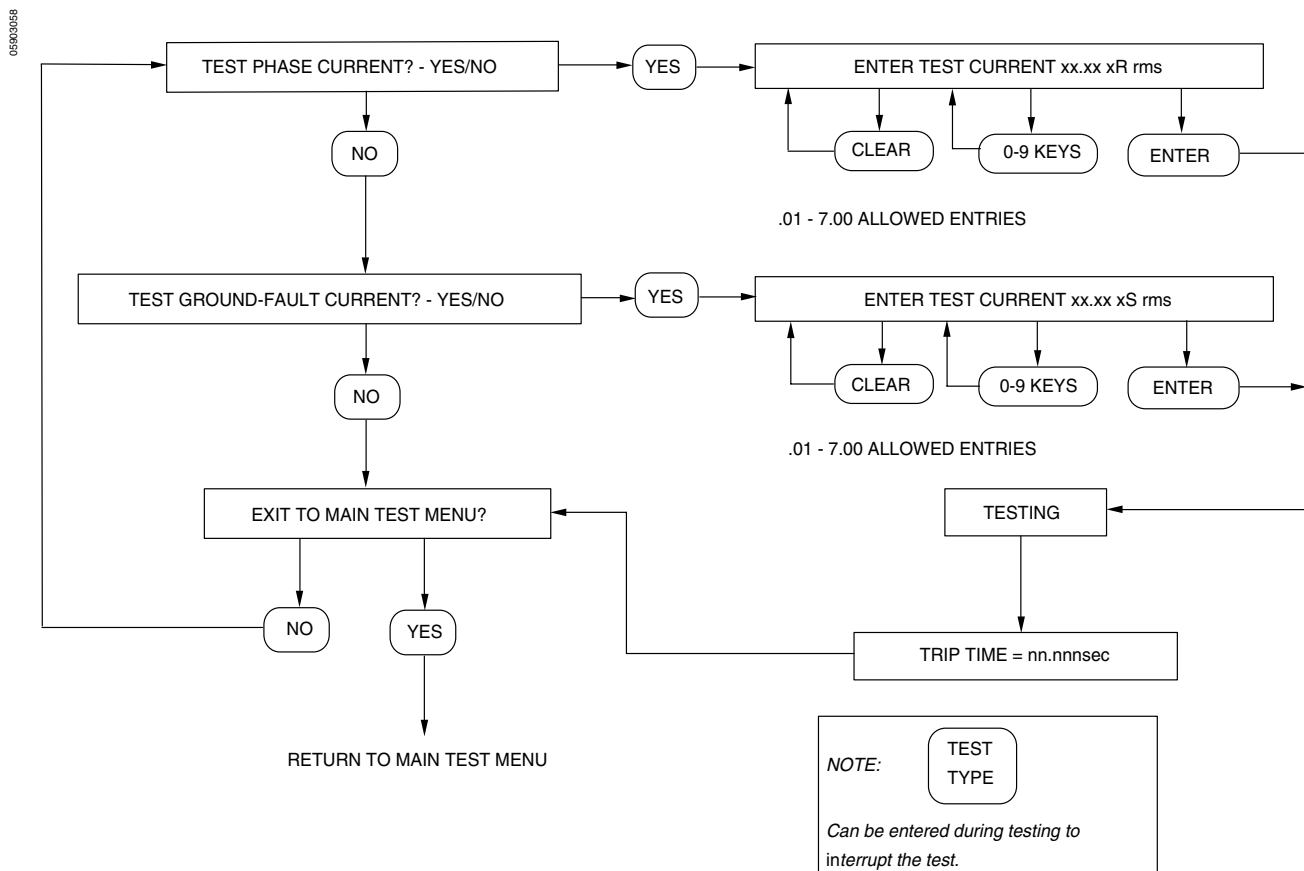 05903058
TEST PHASE CURRENT? - YES/NO
YES
ENTER TEST CURRENT xx.xx xR rms
NO
CLEAR
0-9 KEYS
ENTER
.01 - 7.00 ALLOWED ENTRIES
TEST GROUND-FAULT CURRENT? - YES/NO
YES
ENTER TEST CURRENT xx.xx xS rms
NO
CLEAR
0-9 KEYS
ENTER
.01 - 7.00 ALLOWED ENTRIES
EXIT TO MAIN TEST MENU?
TESTING
NO
YES
TRIP TIME = nn.nnnsec
RETURN TO MAIN TEST MENU
NOTE:
TEST
TYPE
Can be entered during testing to
interrupt the test.